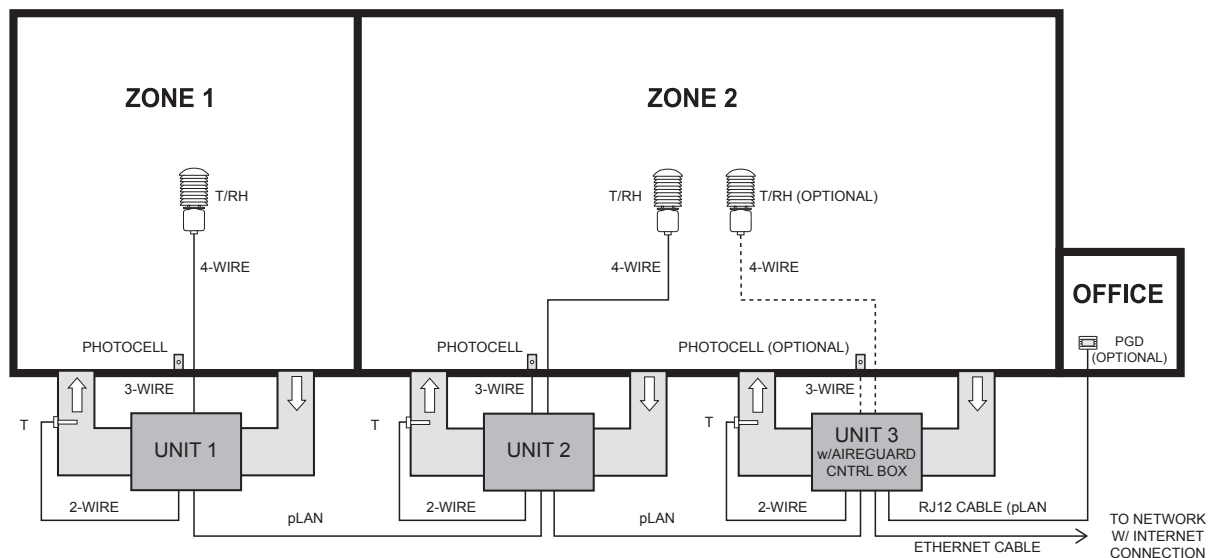 ZONE 1
ZONE 2
T/RH
T/RH
T/RH (OPTIONAL)
4-WIRE
4-WIRE
4-WIRE
OFFICE
PHOTOCELL
PHOTOCELL
PHOTOCELL (OPTIONAL)
PGD
(OPTIONAL)
3-WIRE
3-WIRE
3-WIRE
T
T
T
UNIT 1
UNIT 2
UNIT 3
w/AIREGUARD
CNTRL BOX
2-WIRE
2-WIRE
2-WIRE
pLAN
pLAN
RJ12 CABLE (pLAN
ETHERNET CABLE
TO NETWORK
W/ INTERNET
CONNECTION